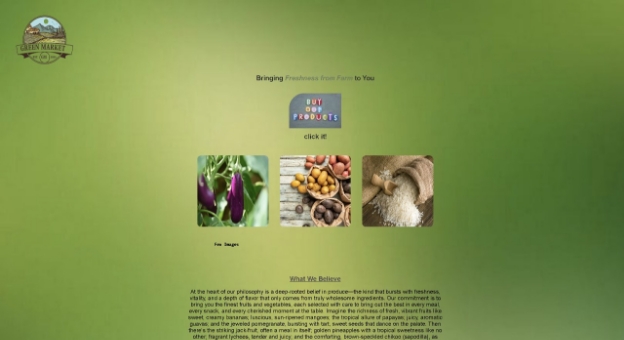 GREEN MARKET
Bringing Freshness from Farm to You
BUY
OUR
PRODUCTS
click it!
Few Images
What We Believe
At the heart of our philosophy is a deep-rooted belief in produce—the kind that bursts with freshness,
vitality, and a depth of flavor that only comes from truly wholesome ingredients. Our commitment is to
bring you the finest fruits and vegetables, each selected with care to bring out the best in every meal,
every snack, and every cherished moment at the table. Imagine the richness of fresh, vibrant fruits like
sweet, creamy bananas, luscious, sun-ripened mangoes, the tropical allure of papayas, juicy, aromatic
guavas, and the jeweled pomegranate, bursting with tart, sweet seeds that dance on the palate. Then
there's the striking jackfruit, often a meal in itself, golden pineapples with a tropical sweetness like no
other, fragrant lychees, tender and juicy, and the comforting, brown-speckled chikoo (sapodilla), as